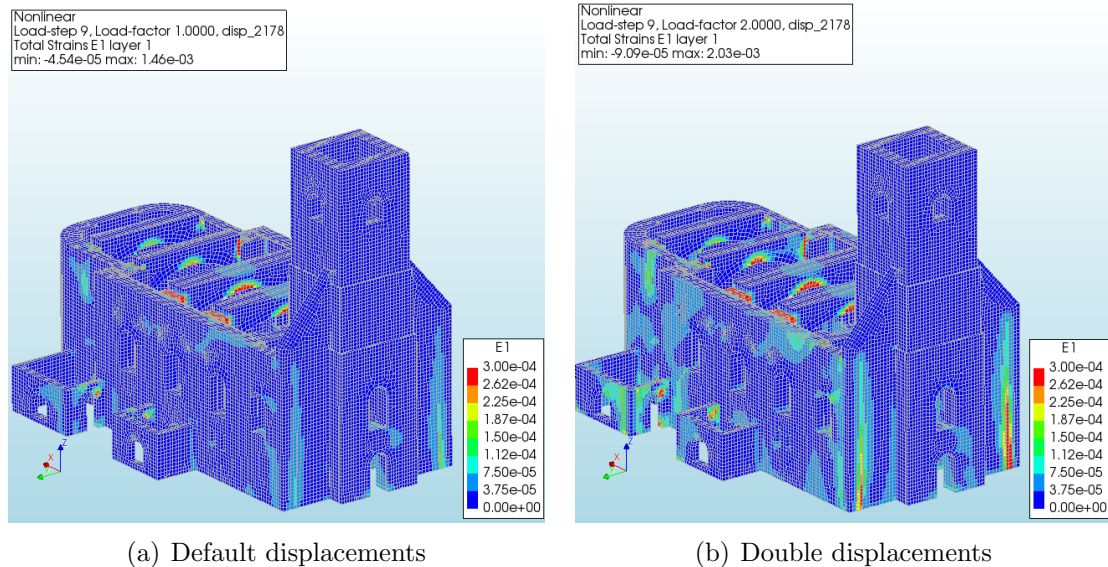 Nonlinear
Load-step 9, Load-factor 1.0000, disp_2178
Total Strains E1 layer 1
min: -4.54e-05 max: 1.46e-03
E1
3.00e-04
2.62e-04
2.25e-04
1.87e-04
1.50e-04
1.12e-04
7.50e-05
3.75e-05
0.00e+00
Z
X
Y
(a) Default displacements
Nonlinear
Load-step 9, Load-factor 2.0000, disp_2178
Total Strains E1 layer 1
min: -9.09e-05 max: 2.03e-03
E1
3.00e-04
2.62e-04
2.25e-04
1.87e-04
1.50e-04
1.12e-04
7.50e-05
3.75e-05
0.00e+00
Z
X
Y
(b) Double displacements